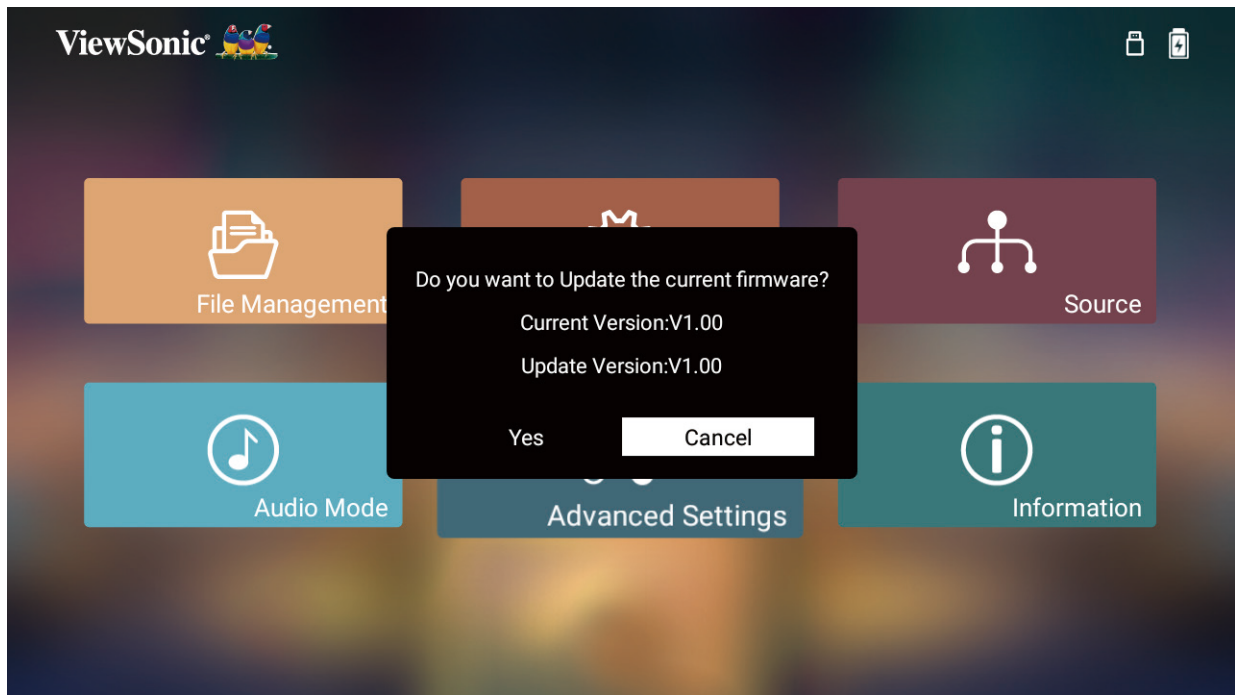 ViewSonic®
File Management
Source
Do you want to Update the current firmware?
Current Version:V1.00
Update Version:V1.00
Yes
Cancel
Audio Mode
Advanced Settings
Information